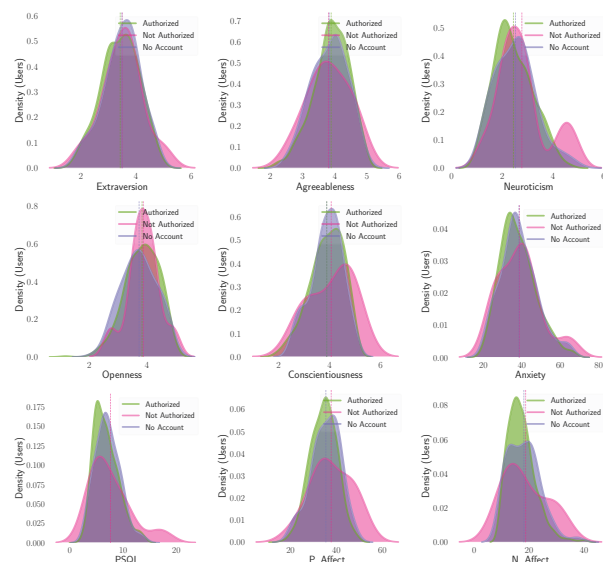 0.6
0.5
0.4
0.3
0.2
0.1
0.0
Density (Users)
2
4
6
Extraversion
Authorized
Not Authorized
No Account
0.7
0.6
0.5
0.4
0.3
0.2
0.1
0.0
Density (Users)
2
3
4
5
6
Agreeableness
Authorized
Not Authorized
No Account
0.5
0.4
0.3
0.2
0.1
0.0
Density (Users)
0
2
4
6
Neuroticism
Authorized
Not Authorized
No Account
0.8
0.6
0.4
0.2
0.0
Density (Users)
2
4
Openness
Authorized
Not Authorized
No Account
0.6
0.5
0.4
0.3
0.2
0.1
0.0
Density (Users)
2
4
6
Conscientiousness
Authorized
Not Authorized
No Account
0.04
0.03
0.02
0.01
0.00
Density (Users)
20
40
60
80
Anxiety
Authorized
Not Authorized
No Account
0.175
0.150
0.125
0.100
0.075
0.050
0.025
0.000
Density (Users)
0
10
20
PSQI
Authorized
Not Authorized
No Account
0.06
0.05
0.04
0.03
0.02
0.01
0.00
Density (Users)
20
40
60
P_Affect
Authorized
Not Authorized
No Account
0.08
0.06
0.04
0.02
0.00
Density (Users)
0
20
40
N_Affect
Authorized
Not Authorized
No Account